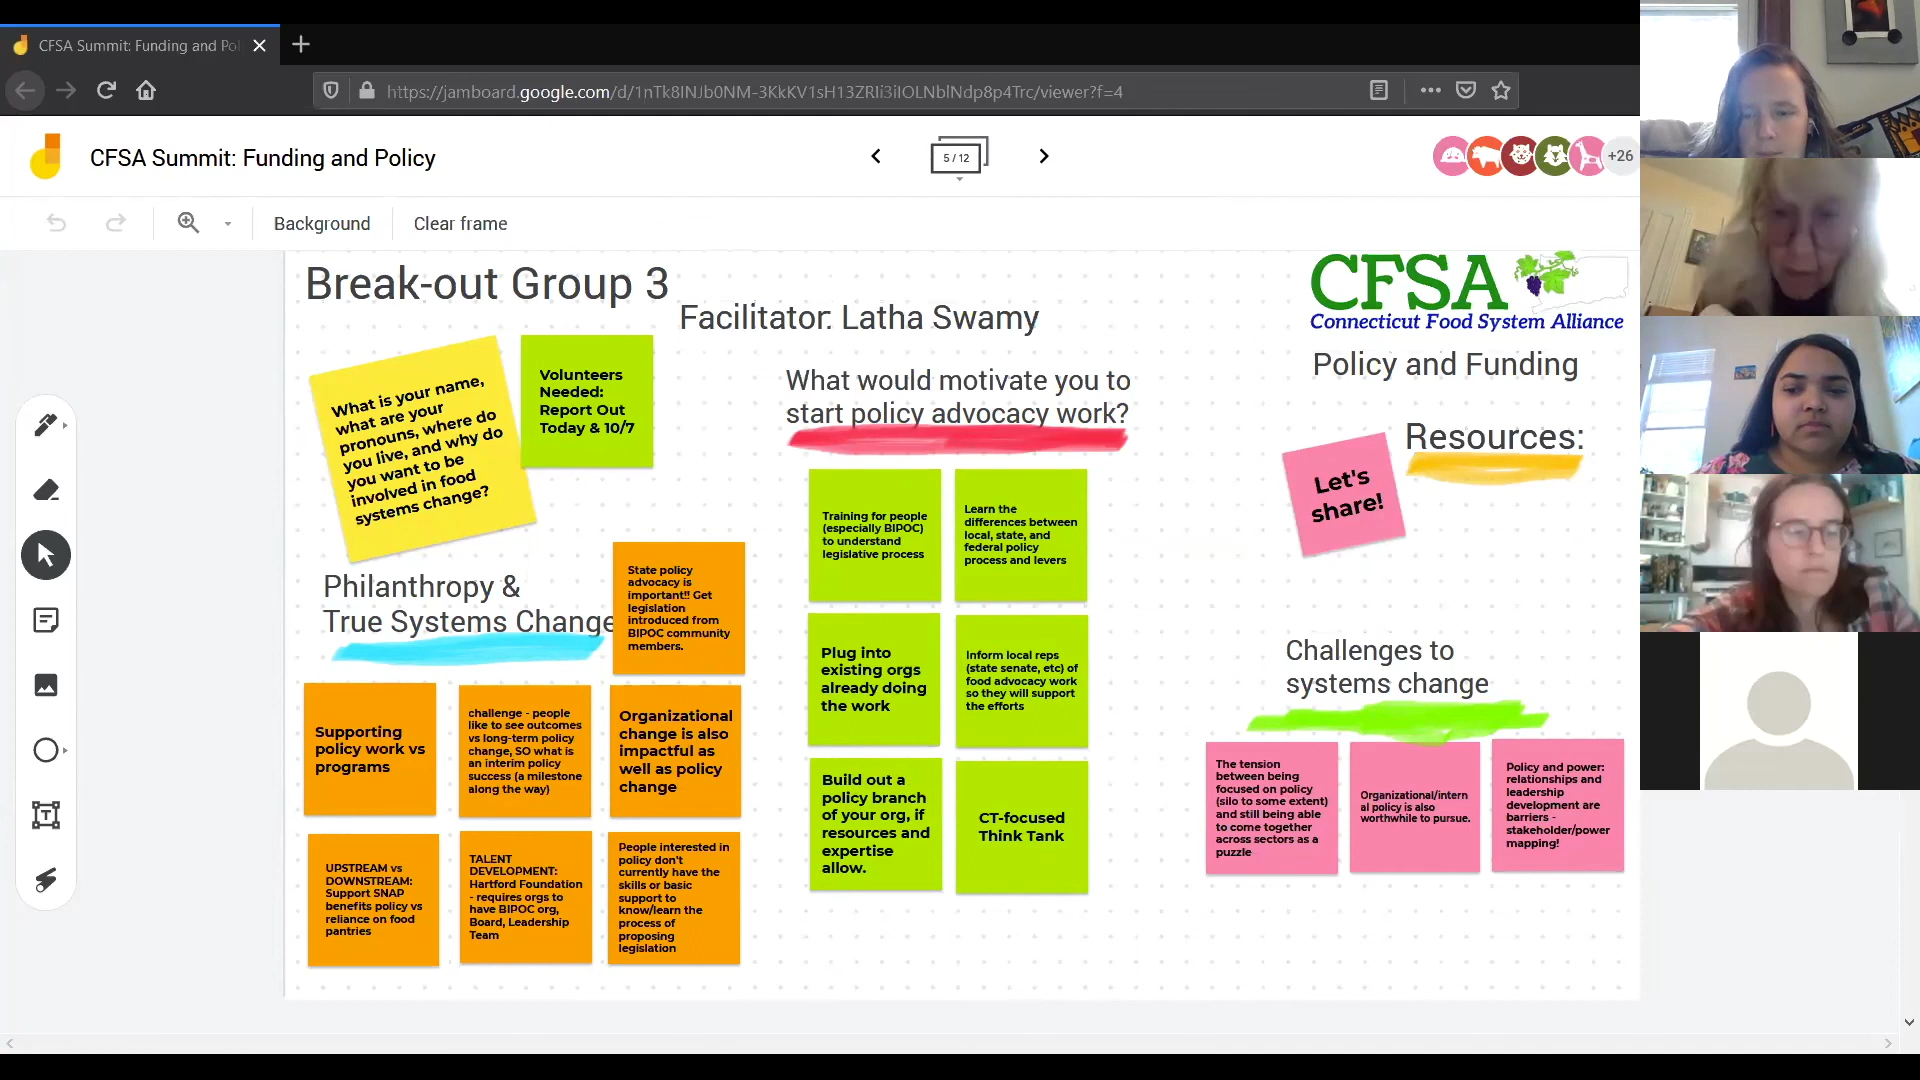 CFSA Summit: Funding and Pol
https://jamboard.google.com/d/1nTk8INJb0NM-3KkKV1sH13ZRIi3iIOLNblNdp8p4Trc/viewer?f=4
CFSA Summit: Funding and Policy
5 / 12
+26
Background
Clear frame
Break-out Group 3
Facilitator: Latha Swamy
CFSA
Connecticut Food System Alliance
Policy and Funding
What is your name,
what are your
pronouns, where do
you live, and why do
you want to be
involved in food
systems change?
Volunteers
Needed:
Report Out
Today & 10/7
Philanthropy &
True Systems Change
State policy
advocacy is
important!! Get
legislation
introduced from
BIPOC community
members.
Supporting
policy work vs
programs
challenge - people
like to see outcomes
vs long-term policy
change, SO what is
an interim policy
success (a milestone
along the way)
Organizational
change is also
impactful as
well as policy
change
UPSTREAM vs
DOWNSTREAM:
Support SNAP
benefits policy vs
reliance on food
pantries
TALENT
DEVELOPMENT:
Hartford Foundation
- requires orgs to
have BIPOC org,
Board, Leadership
Team
People interested in
policy don't
currently have the
skills or basic
support to
know/learn the
process of
proposing
legislation
What would motivate you to
start policy advocacy work?
Training for people
(especially BIPOC)
to understand
legislative process
Learn the
differences between
local, state, and
federal policy
process and levers
Plug into
existing orgs
already doing
the work
Inform local reps
(state senate, etc) of
food advocacy work
so they will support
the efforts
Build out a
policy branch
of your org, if
resources and
expertise
allow.
CT-focused
Think Tank
Resources:
Let's
share!
Challenges to
systems change
The tension
between being
focused on policy
(silo to some extent)
and still being able
to come together
across sectors as a
puzzle
Organizational/intern
al policy is also
worthwhile to pursue.
Policy and power:
relationships and
leadership
development are
barriers -
stakeholder/power
mapping!